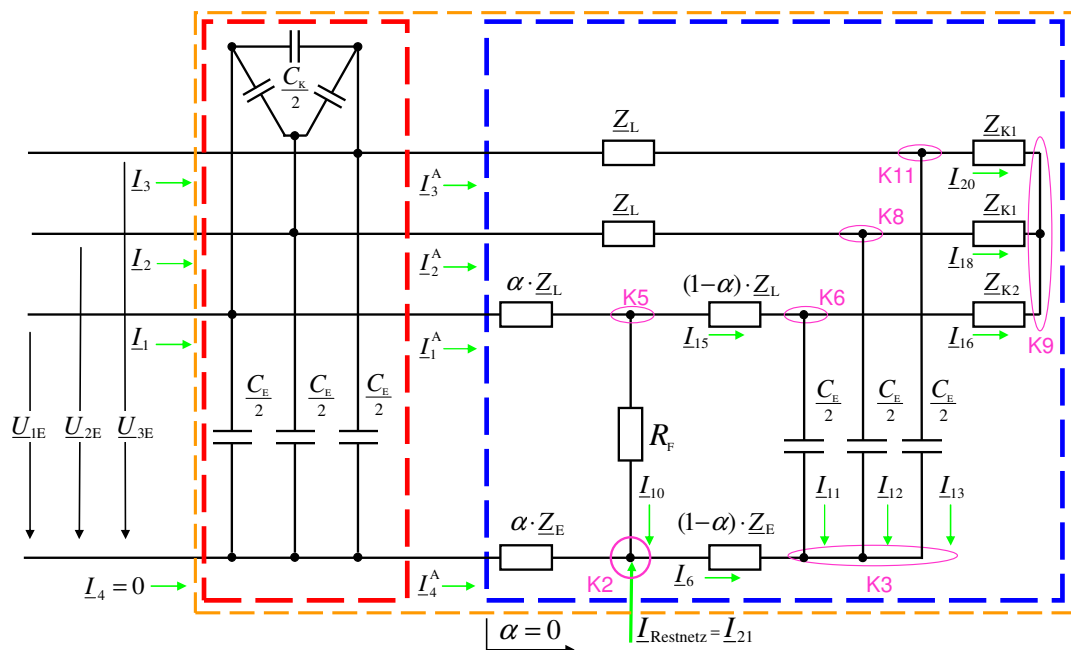 C_K/2
Z_L
Z_K1
K11
I_3
I_3^A
I_20
Z_L
K8
Z_K1
I_2
I_2^A
I_18
α·Z_L
K5
(1−α)·Z_L
K6
Z_K2
I_1
I_1^A
I_15
I_16
K9
C_E/2 C_E/2 C_E/2
C_E/2 C_E/2 C_E/2
U_1E U_2E U_3E
R_F
I_10
I_11 I_12 I_13
α·Z_E
(1−α)·Z_E
I_4 = 0
I_4^A
K2
I_6
K3
α = 0
I_Restnetz = I_21